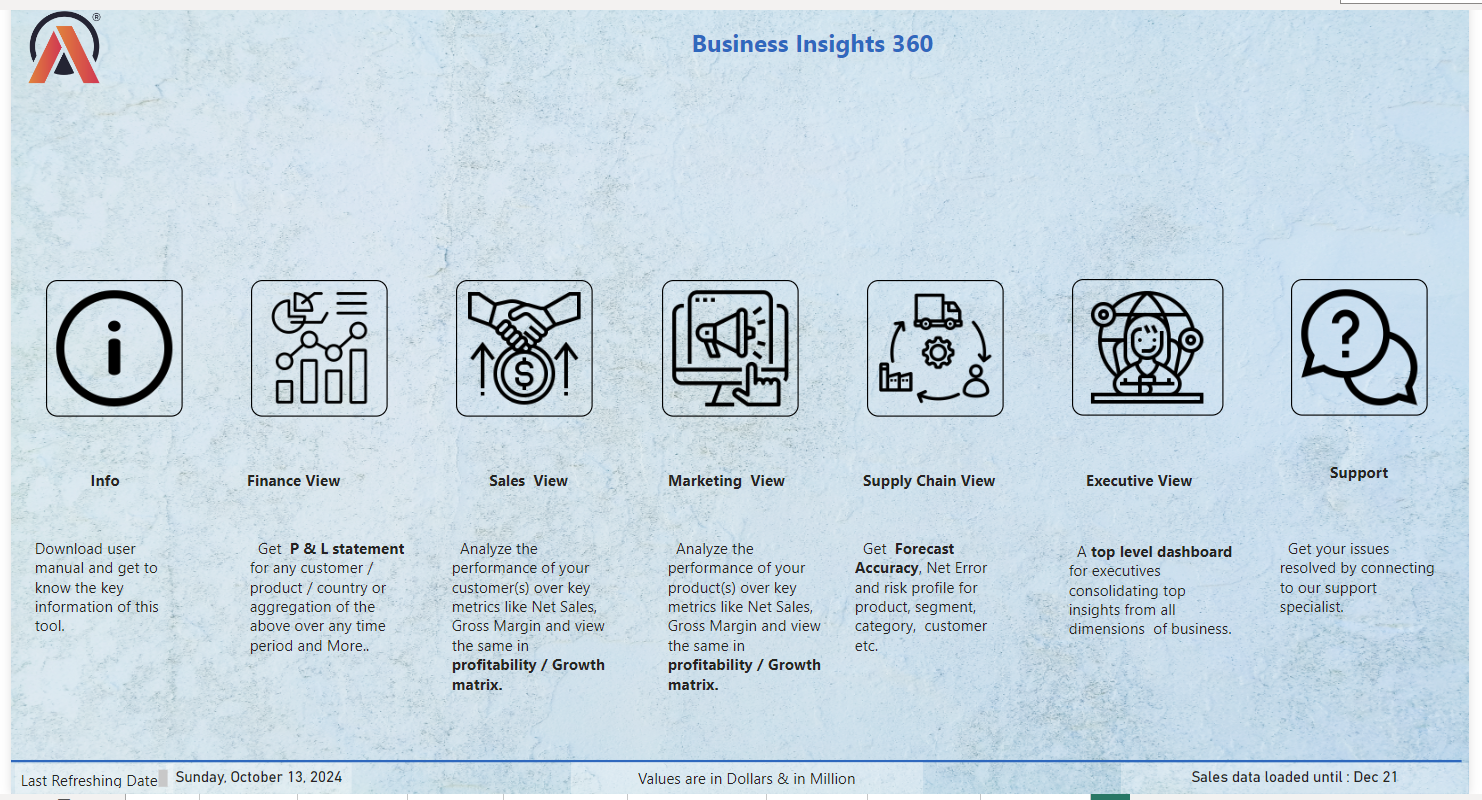 ®
Business Insights 360
Info
Finance View
Sales View
Marketing View
Supply Chain View
Executive View
Support
Download user
manual and get to
know the key
information of this
tool.
Get P & L statement
for any customer /
product / country or
aggregation of the
above over any time
period and More..
Analyze the
performance of your
customer(s) over key
metrics like Net Sales,
Gross Margin and view
the same in
profitability / Growth
matrix.
Analyze the
performance of your
product(s) over key
metrics like Net Sales,
Gross Margin and view
the same in
profitability / Growth
matrix.
Get Forecast
Accuracy, Net Error
and risk profile for
product, segment,
category, customer
etc.
A top level dashboard
for executives
consolidating top
insights from all
dimensions of business.
Get your issues
resolved by connecting
to our support
specialist.
Last Refreshing Date Sunday, October 13, 2024
Values are in Dollars & in Million
Sales data loaded until : Dec 21